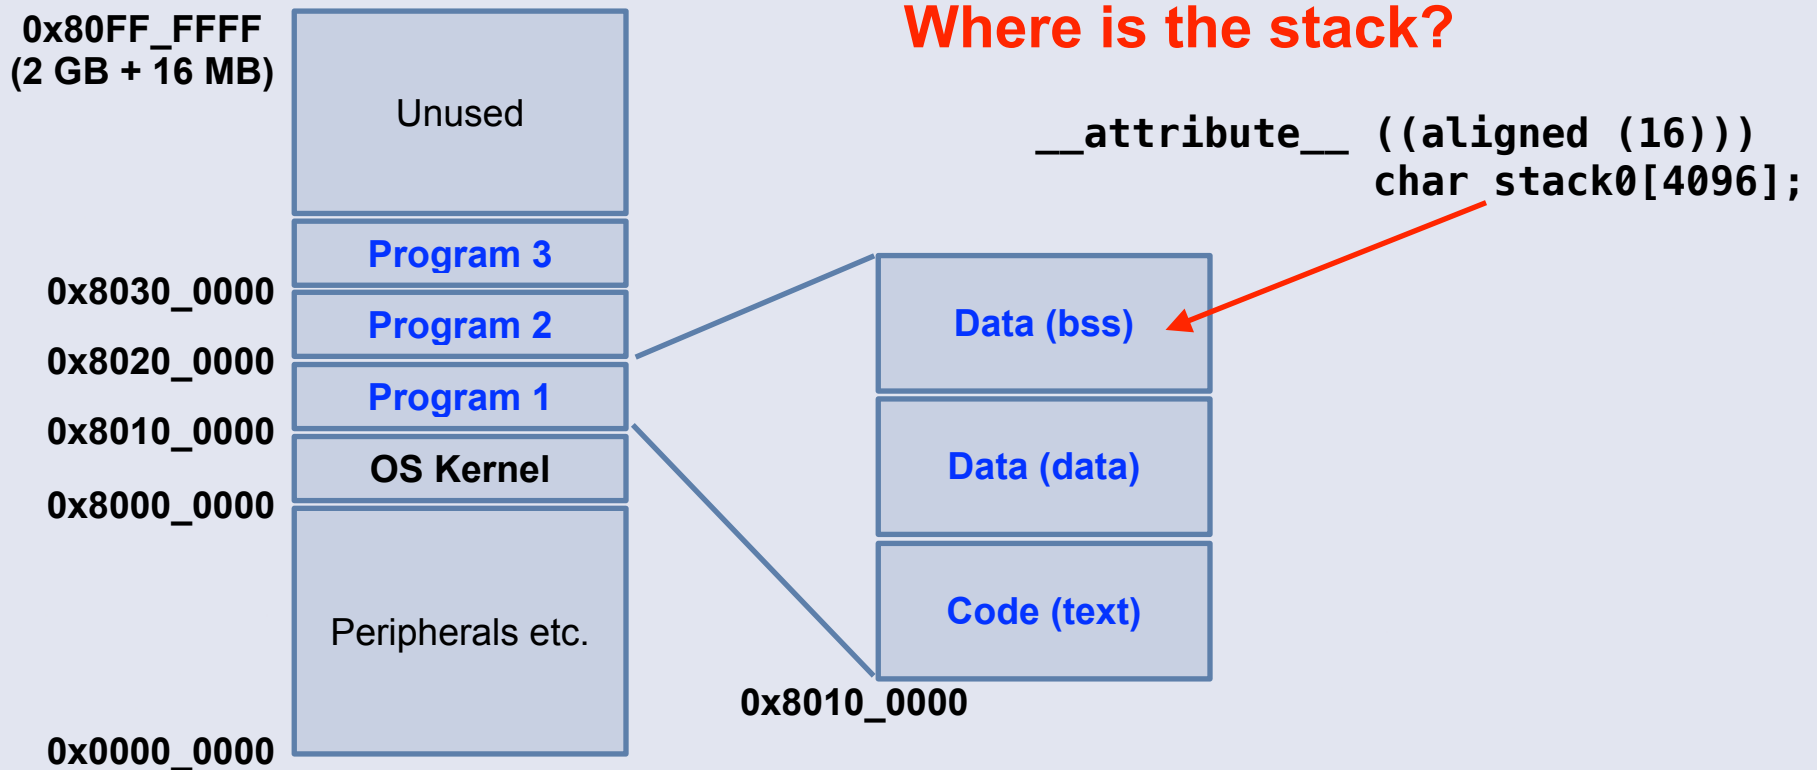 Where is the stack?
0x80FF_FFFF
(2 GB + 16 MB)
Unused
__attribute__ ((aligned (16)))
char stack0[4096];
Program 3
0x8030_0000
Program 2
0x8020_0000
Program 1
0x8010_0000
OS Kernel
0x8000_0000
Peripherals etc.
0x0000_0000
Data (bss)
Data (data)
Code (text)
0x8010_0000